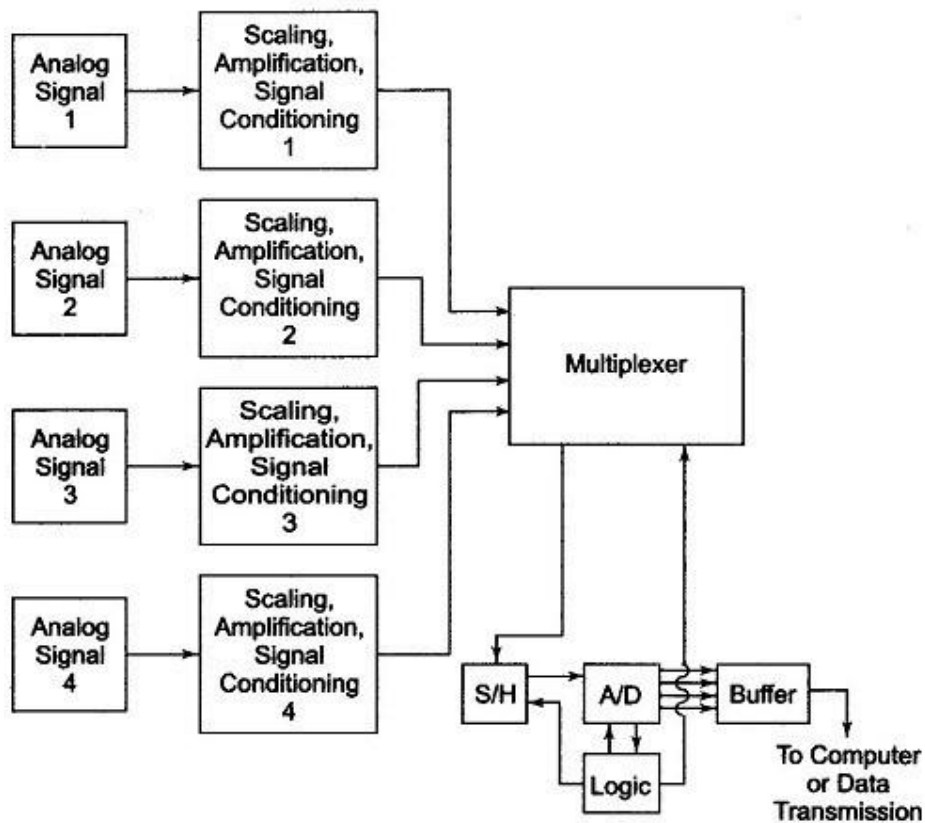 Analog
Signal
1
Scaling,
Amplification,
Signal
Conditioning
1
Analog
Signal
2
Scaling,
Amplification,
Signal
Conditioning
2
Multiplexer
Analog
Signal
3
Scaling,
Amplification,
Signal
Conditioning
3
Analog
Signal
4
Scaling,
Amplification,
Signal
Conditioning
4
S/H
A/D
Buffer
Logic
To Computer
or Data
Transmission